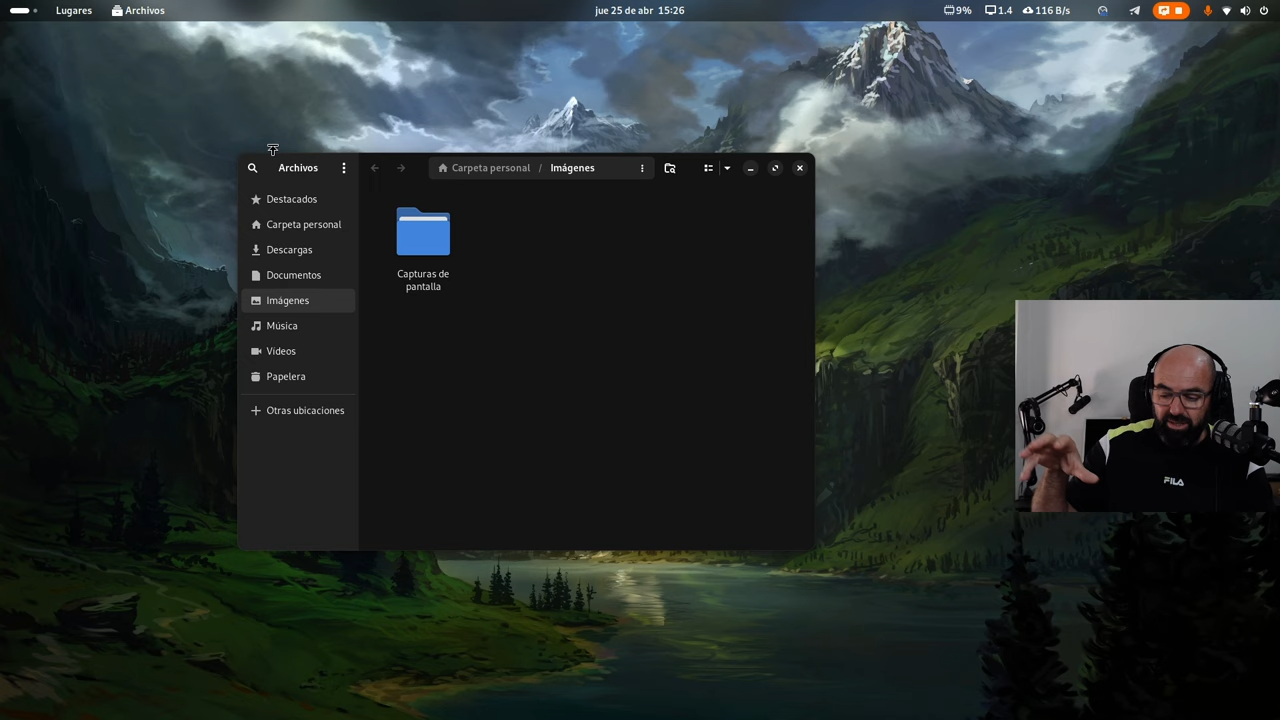 Lugares
Archivos
jue 25 de abr 15:26
9%
1.4
116 B/s
Archivos
Carpeta personal / Imágenes
Destacados
Carpeta personal
Descargas
Documentos
Imágenes
Música
Vídeos
Papelera
Otras ubicaciones
Capturas de
pantalla
FILA